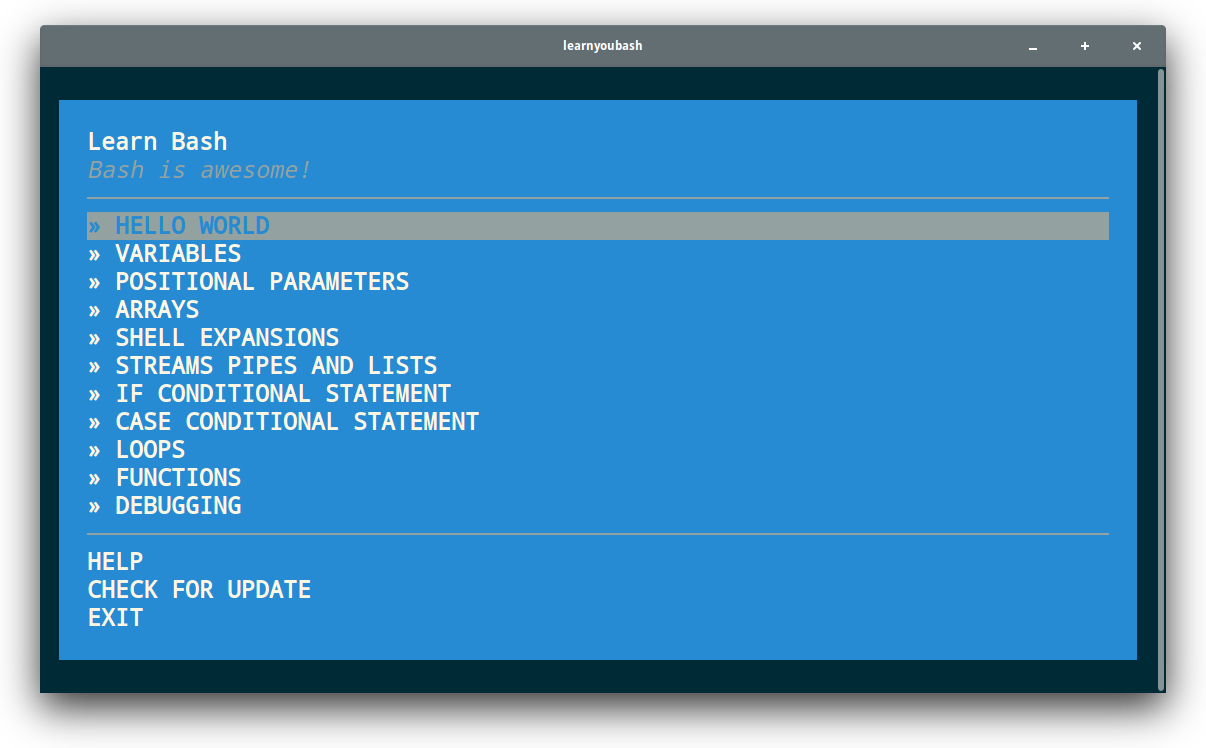 learnyoubash
Learn Bash
Bash is awesome!
» HELLO WORLD
» VARIABLES
» POSITIONAL PARAMETERS
» ARRAYS
» SHELL EXPANSIONS
» STREAMS PIPES AND LISTS
» IF CONDITIONAL STATEMENT
» CASE CONDITIONAL STATEMENT
» LOOPS
» FUNCTIONS
» DEBUGGING
HELP
CHECK FOR UPDATE
EXIT